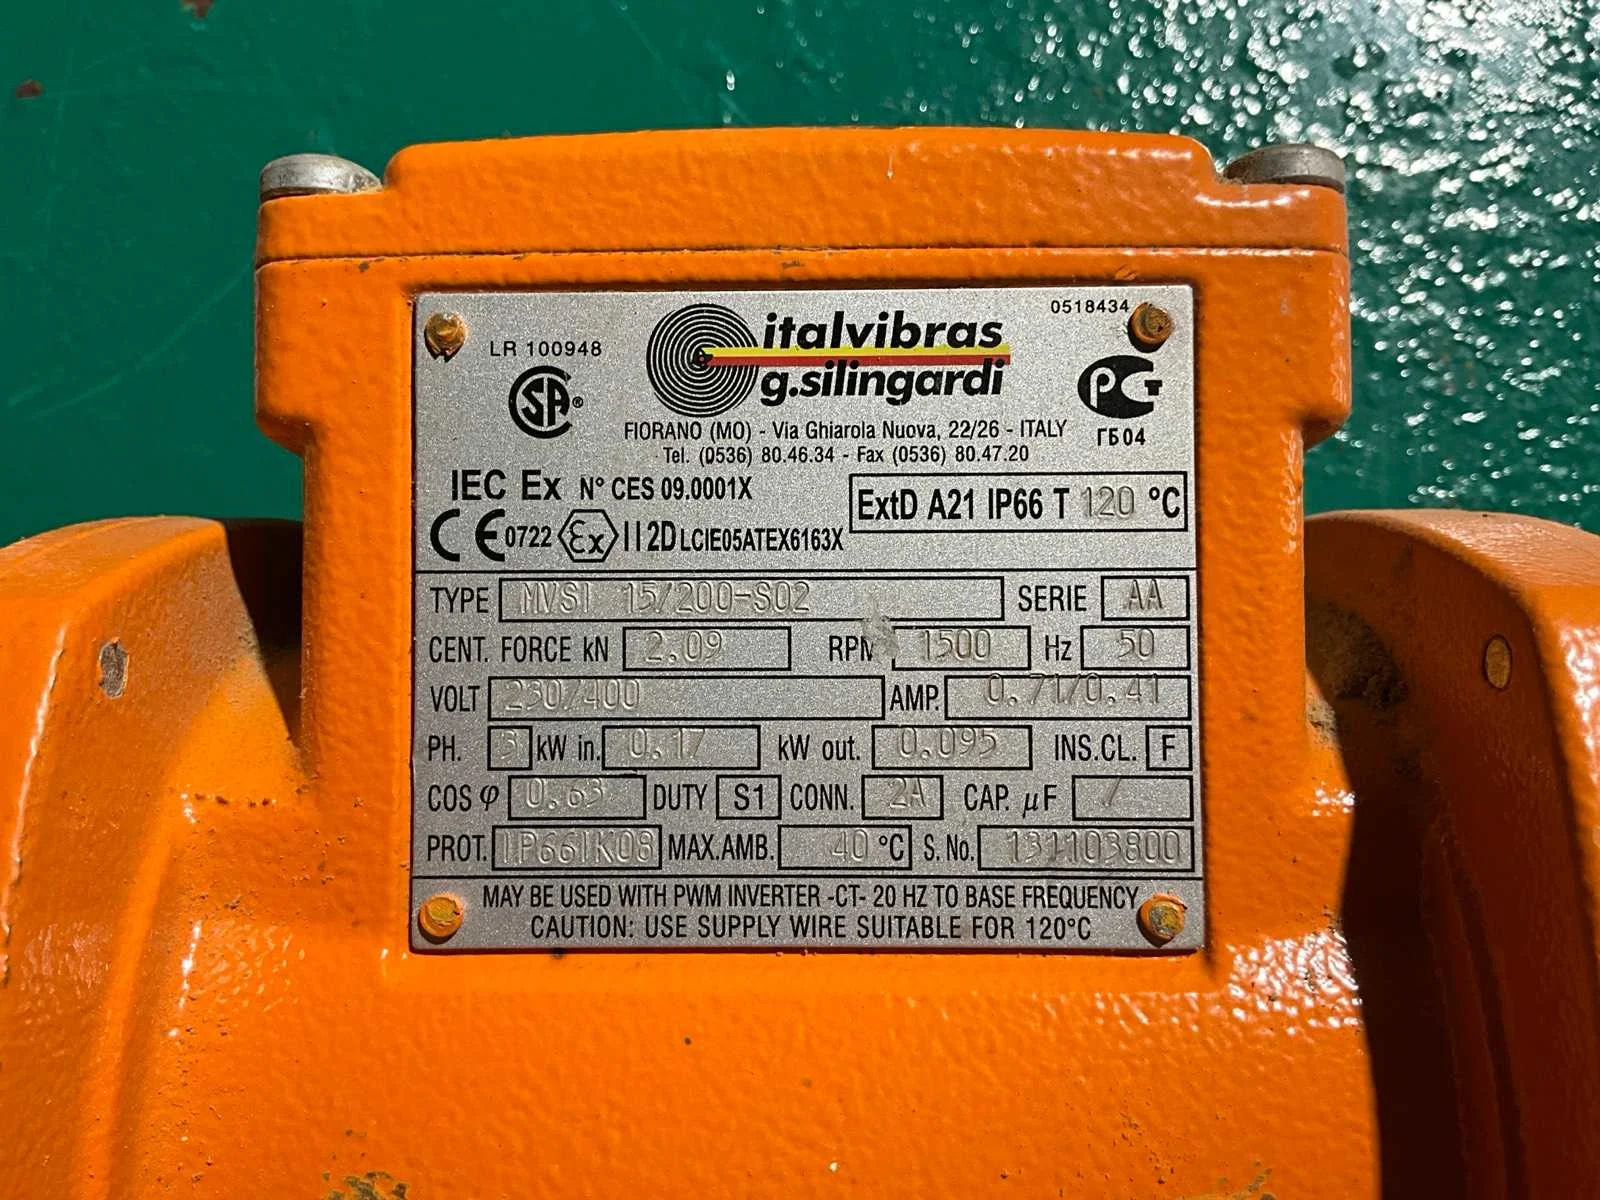 0518434
LR 100948
italvibras
g.silingardi
SA ®
РСТ
ГБ04
FIORANO (MO) - Via Ghiarola Nuova, 22/26 - ITALY
Tel. (0536) 80.46.34 - Fax (0536) 80.47.20
IEC Ex N° CES 09.0001X
ExtD A21 IP66 T 120 °C
CE 0722 Ex II 2D LCIE05ATEX6163X
TYPE MVSI 15/200-S02 SERIE AA
CENT. FORCE kN 2.09 RPM 1500 Hz 50
VOLT 230/400 AMP. 0.71/0.41
PH. 3 kW in. 0.17 kW out. 0.095 INS.CL. F
COS φ 0.63 DUTY S1 CONN. 2A CAP. µF /
PROT. IP66IK08 MAX.AMB. 40 °C S. No. 131103800
MAY BE USED WITH PWM INVERTER -CT- 20 HZ TO BASE FREQUENCY
CAUTION: USE SUPPLY WIRE SUITABLE FOR 120°C